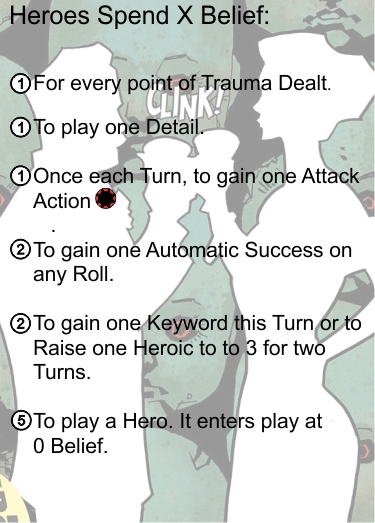 Heroes Spend X Belief:
① For every point of Trauma Dealt.
CLINK!
① To play one Detail.
① Once each Turn, to gain one Attack
Action
.
② To gain one Automatic Success on
any Roll.
② To gain one Keyword this Turn or to
Raise one Heroic to to 3 for two
Turns.
⑤ To play a Hero. It enters play at
0 Belief.